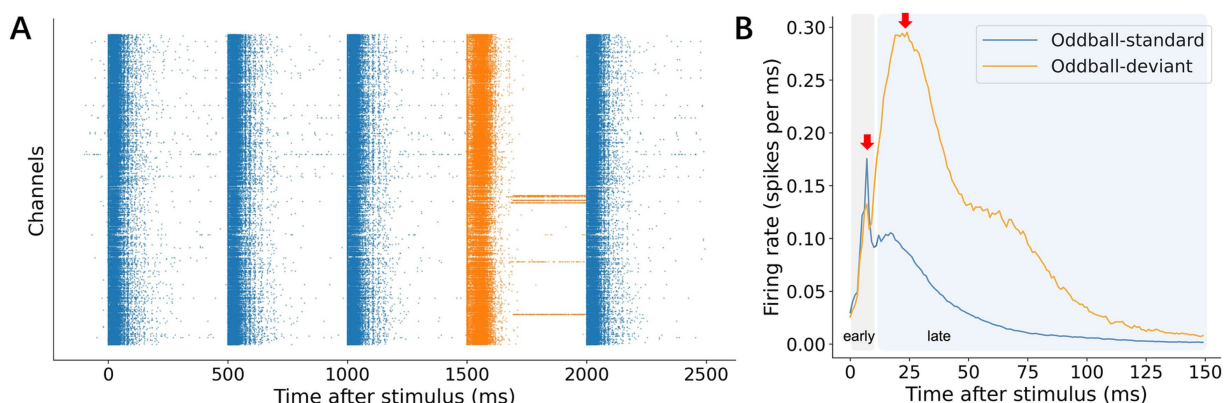 A
Channels
0 500 1000 1500 2000 2500
Time after stimulus (ms)
B
Firing rate (spikes per ms)
0.30
0.25
0.20
0.15
0.10
0.05
0.00
Oddball-standard
Oddball-deviant
early late
0 25 50 75 100 125 150
Time after stimulus (ms)